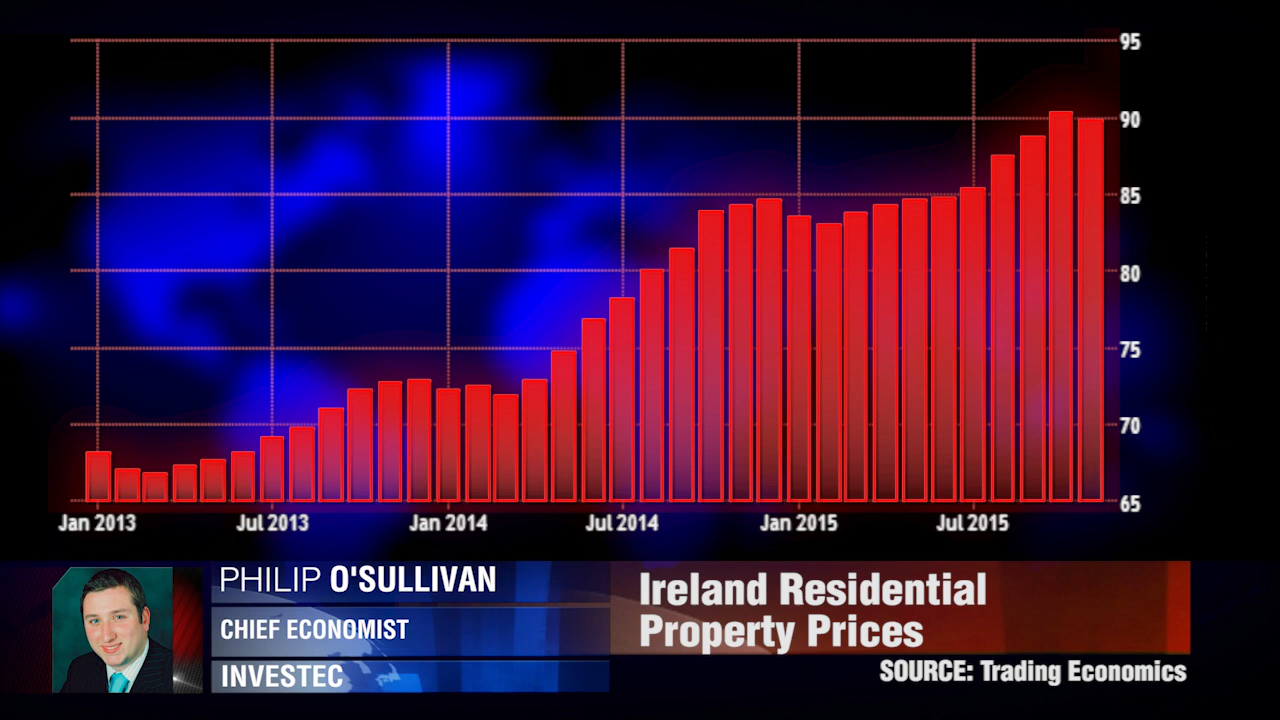 95
90
85
80
75
70
65
Jan 2013 Jul 2013 Jan 2014 Jul 2014 Jan 2015 Jul 2015
PHILIP O'SULLIVAN
CHIEF ECONOMIST
INVESTEC
Ireland Residential
Property Prices
SOURCE: Trading Economics